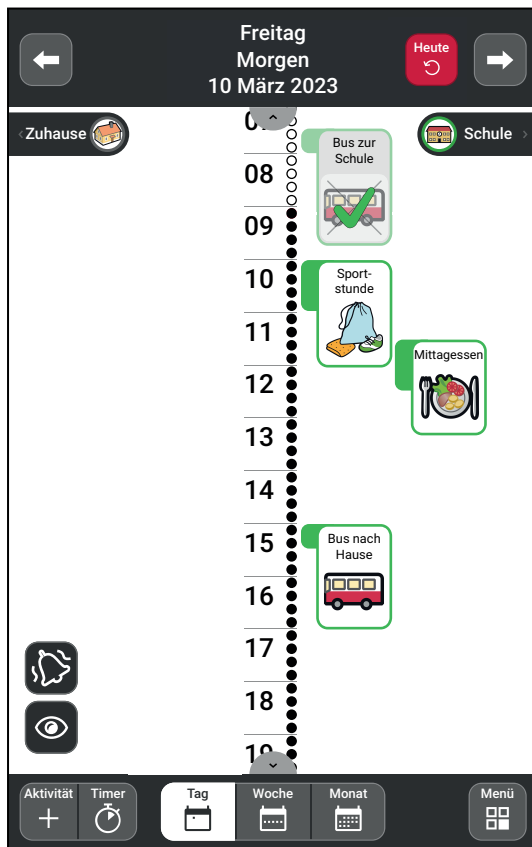 Freitag
Morgen
10 März 2023
Heute
Zuhause
Schule
Bus zur
Schule
08
09
10
Sport-
stunde
11
Mittagessen
12
13
14
15
Bus nach
Hause
16
17
18
19
Aktivität
Timer
Tag
Woche
Monat
Menü